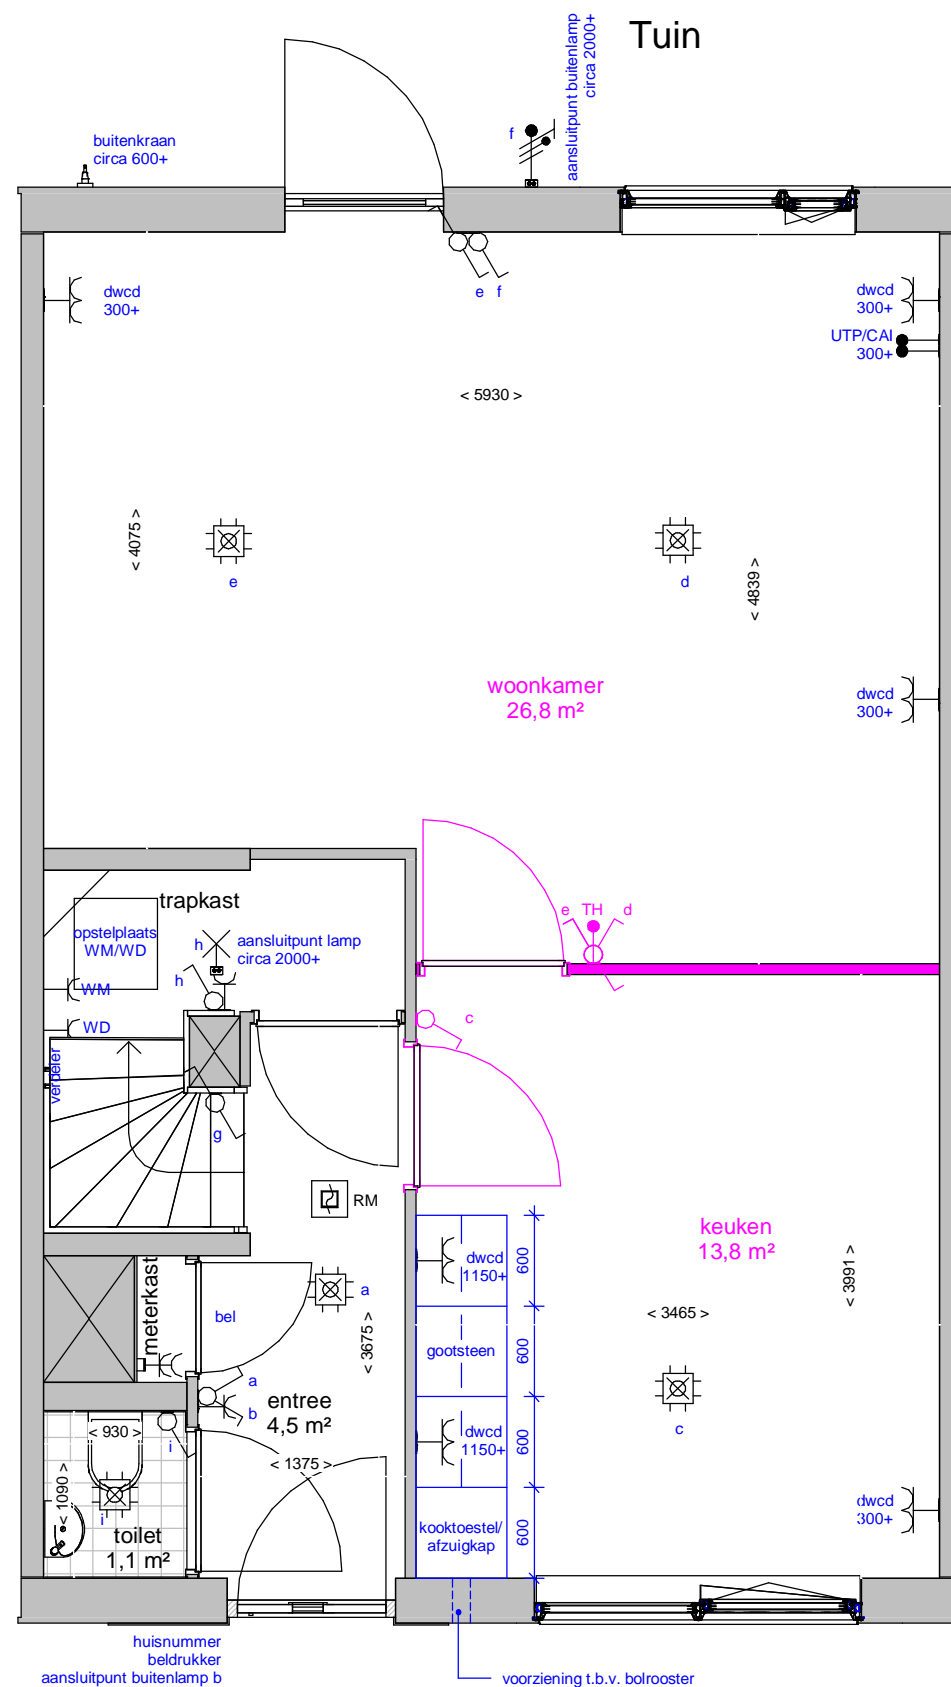 Tuin
aansluitpunt buitenlamp
circa 2000+
f
buitenkraan
circa 600+
e f
dwcd
300+
dwcd
300+
UTP/CAI
300+
< 5930 >
< 4075 >
e
d
< 4839 >
woonkamer
26,8 m²
dwcd
300+
e TH d
trapkast
opstelplaats
WM/WD
h
aansluitpunt lamp
circa 2000+
h
WM
WD
c
verdeler
g
RM
keuken
13,8 m²
dwcd
1150+
600
< 3991 >
meterkast
bel
a
< 3675 >
< 3465 >
gootsteen
600
a
b
entree
4,5 m²
c
< 930 >
i
dwcd
1150+
600
< 1375 >
< 1090 >
i
toilet
1,1 m²
kooktoestel/
afzuigkap
600
dwcd
300+
huisnummer
beldrukker
aansluitpunt buitenlamp b
voorziening t.b.v. bolrooster